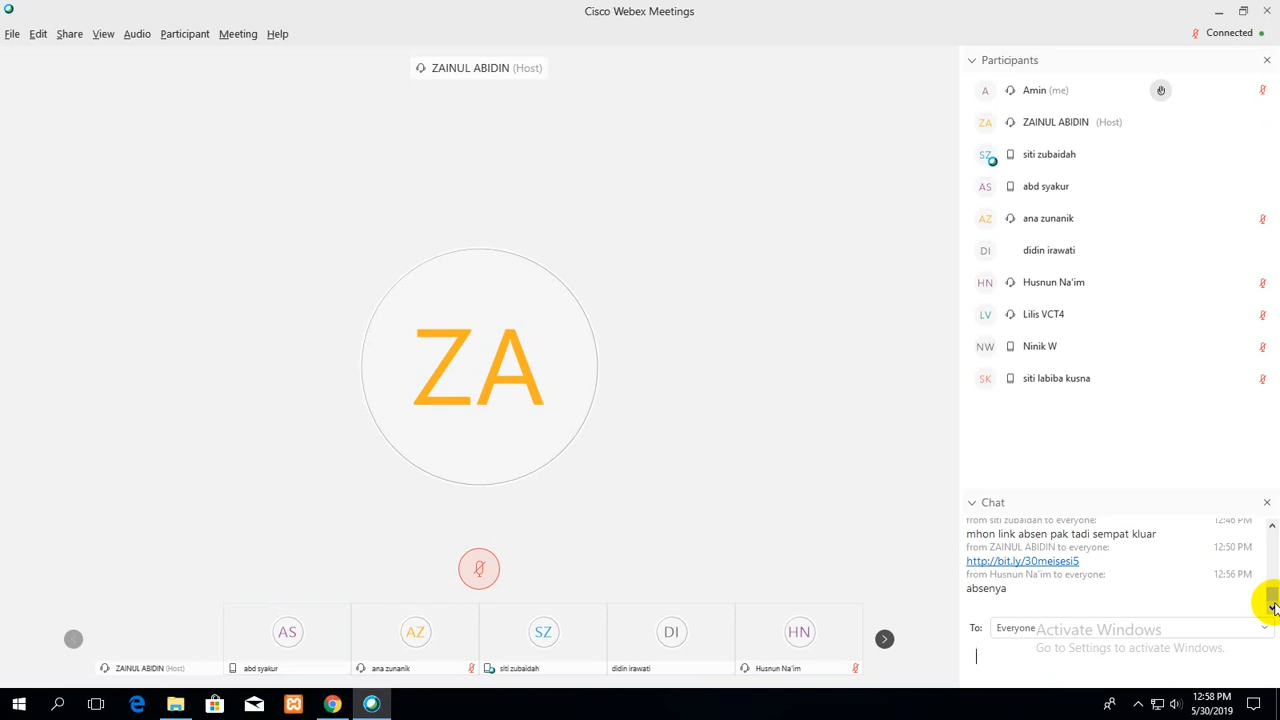 Cisco Webex Meetings
File Edit Share View Audio Participant Meeting Help
Connected
ZAINUL ABIDIN (Host)
ZA
ZAINUL ABIDIN (Host)
AS
abd syakur
AZ
ana zunanik
SZ
siti zubaidah
DI
didin irawati
HN
Husnun Na'im
Participants
A Amin (me)
ZA ZAINUL ABIDIN (Host)
SZ siti zubaidah
AS abd syakur
AZ ana zunanik
DI didin irawati
HN Husnun Na'im
LV Lilis VCT4
NW Ninik W
SK siti labiba kusna
Chat
from siti zubaidah to everyone: 12:46 PM
mhon link absen pak tadi sempat kluar
from ZAINUL ABIDIN to everyone: 12:50 PM
http://bit.ly/30meisesi5
from Husnun Na'im to everyone: 12:56 PM
absenya
To: Everyone
Activate Windows
Go to Settings to activate Windows.
12:58 PM
5/30/2019